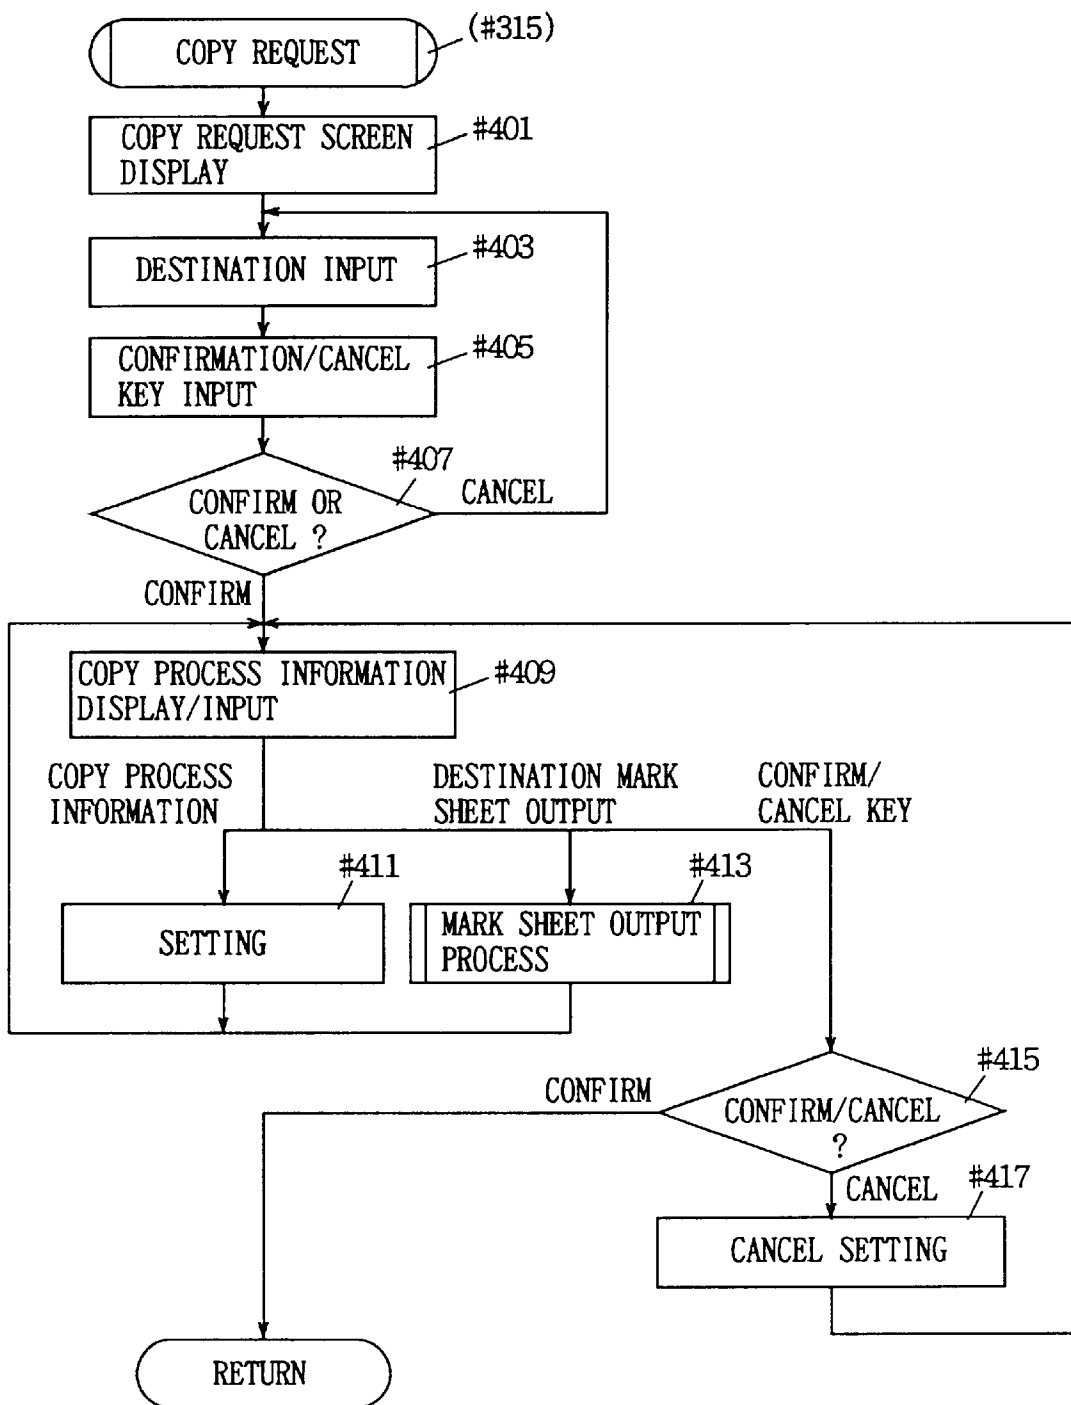 (#315)
COPY REQUEST
#401
COPY REQUEST SCREEN
DISPLAY
#403
DESTINATION INPUT
#405
CONFIRMATION/CANCEL
KEY INPUT
#407
CONFIRM OR
CANCEL ?
CANCEL
CONFIRM
COPY PROCESS INFORMATION
DISPLAY/INPUT
#409
COPY PROCESS
INFORMATION
DESTINATION MARK
SHEET OUTPUT
CONFIRM/
CANCEL KEY
#411
SETTING
#413
MARK SHEET OUTPUT
PROCESS
#415
CONFIRM
CONFIRM/CANCEL
?
CANCEL
#417
CANCEL SETTING
RETURN